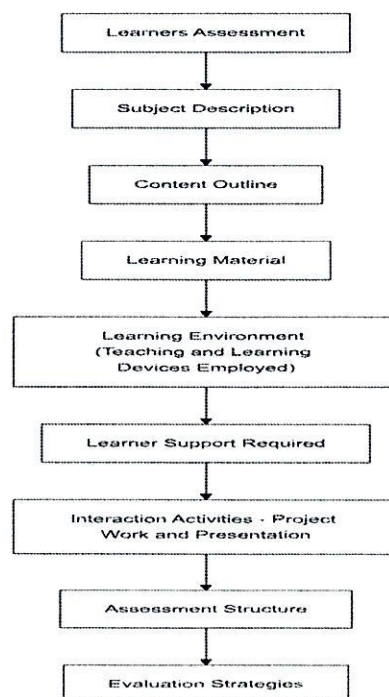 Learners Assessment
Subject Description
Content Outline
Learning Material
Learning Environment
(Teaching and Learning
Devices Employed)
Learner Support Required
Interaction Activities - Project
Work and Presentation
Assessment Structure
Evaluation Strategies